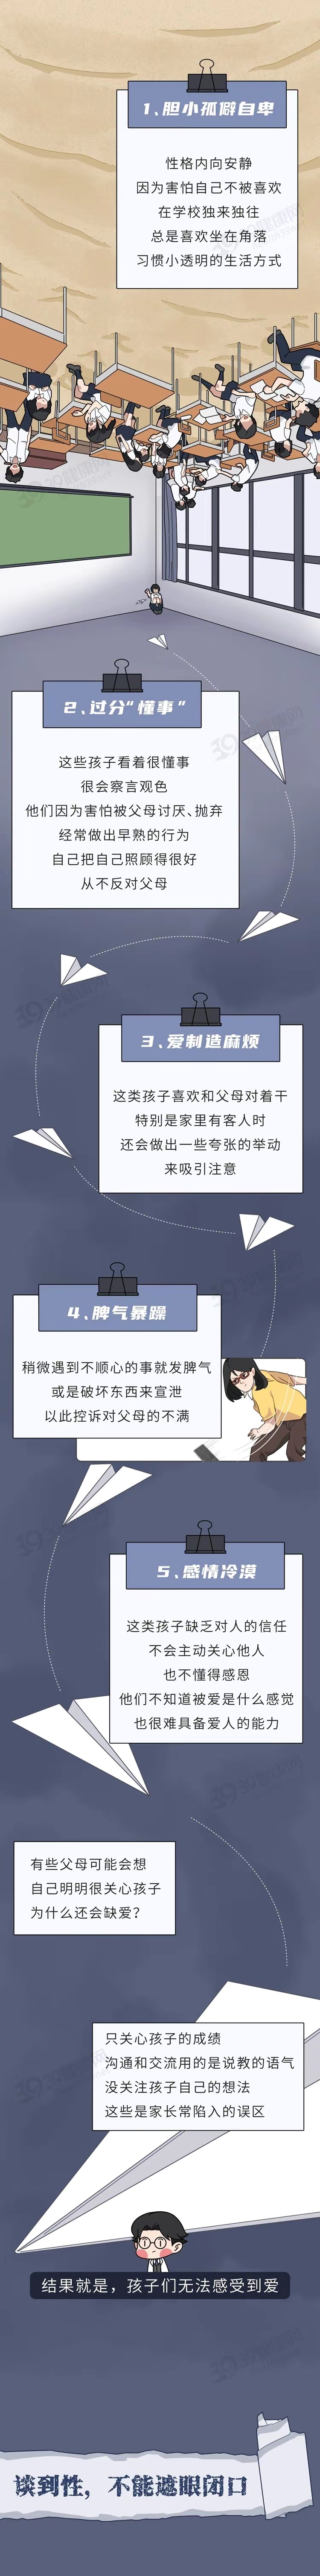 1、胆小孤僻自卑
性格内向安静
因为害怕自己不被喜欢
在学校独来独往
总是喜欢坐在角落
习惯小透明的生活方式
2、过分“懂事”
这些孩子看着很懂事
很会察言观色
他们因为害怕被父母讨厌、抛弃
经常做出早熟的行为
自己把自己照顾得很好
从不反对父母
3、爱制造麻烦
这类孩子喜欢和父母对着干
特别是家里有客人时
还会做出一些夸张的举动
来吸引注意
4、脾气暴躁
稍微遇到不顺心的事就发脾气
或是破坏东西来宣泄
以此控诉对父母的不满
5、感情冷漠
这类孩子缺乏对人的信任
不会主动关心他人
也不懂得感恩
他们不知道被爱是什么感觉
也很难具备爱人的能力
有些父母可能会想
自己明明很关心孩子
为什么还会缺爱?
只关心孩子的成绩
沟通和交流用的是说教的语气
没关注孩子自己的想法
这些是家长常陷入的误区
结果就是，孩子们无法感受到爱
谈到性，不能遮眼闭口